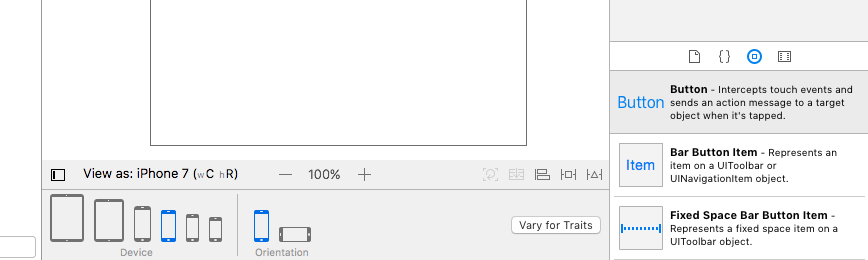 View as: iPhone 7 (wC hR)
100%
Device
Orientation
Vary for Traits
{}
Button
Button - Intercepts touch events and
sends an action message to a target
object when it's tapped.
Item
Bar Button Item - Represents an
item on a UIToolbar or
UINavigationItem object.
Fixed Space Bar Button Item -
Represents a fixed space item on a
UIToolbar object.